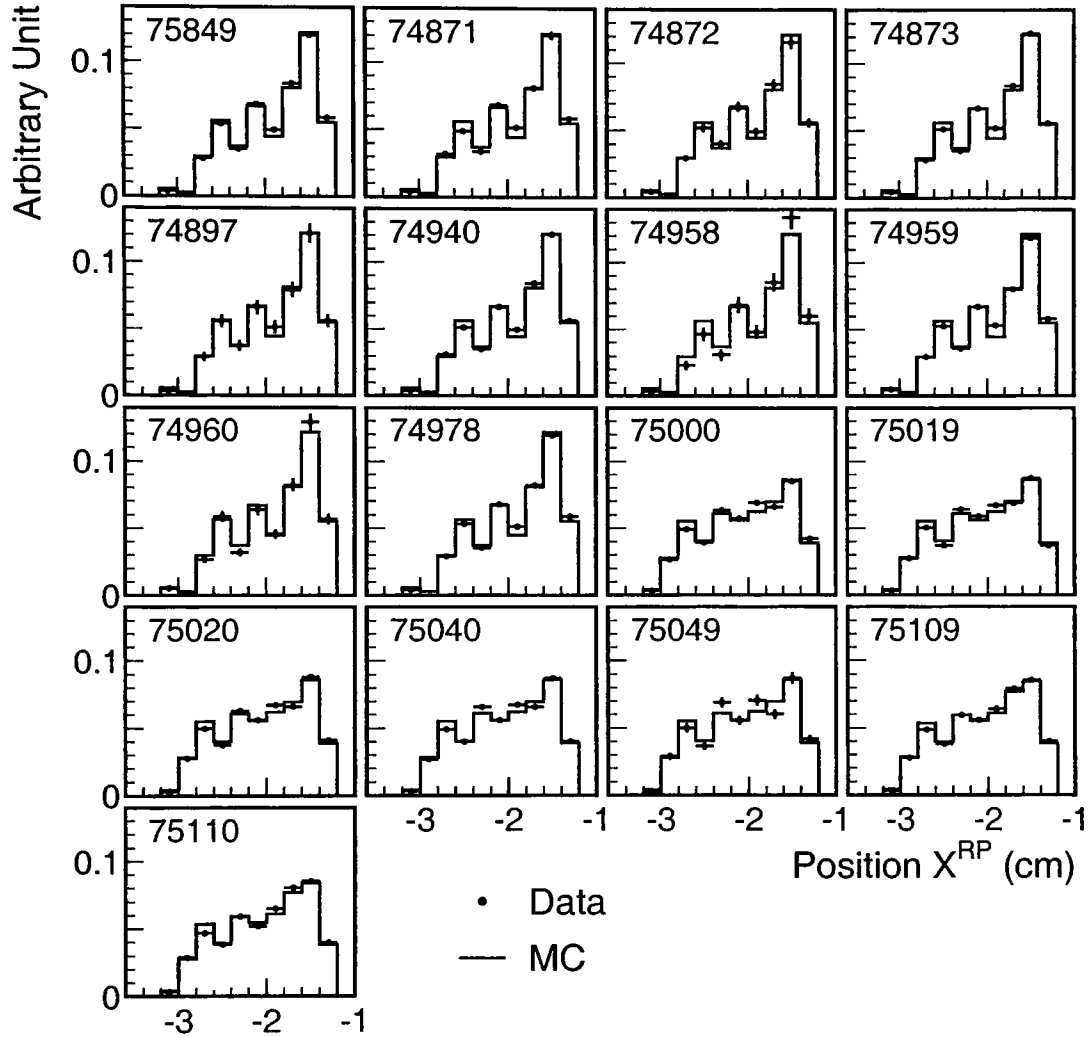 Arbitrary Unit
75849 74871 74872 74873
0.1
0
74897 74940 74958 74959
0.1
0
74960 74978 75000 75019
0.1
0
75020 75040 75049 75109
0.1
0
75110
-3 -2 -3 -2 -3 -2 -1
Position X^RP (cm)
0.1
0
-3 -2 -1
Data
MC